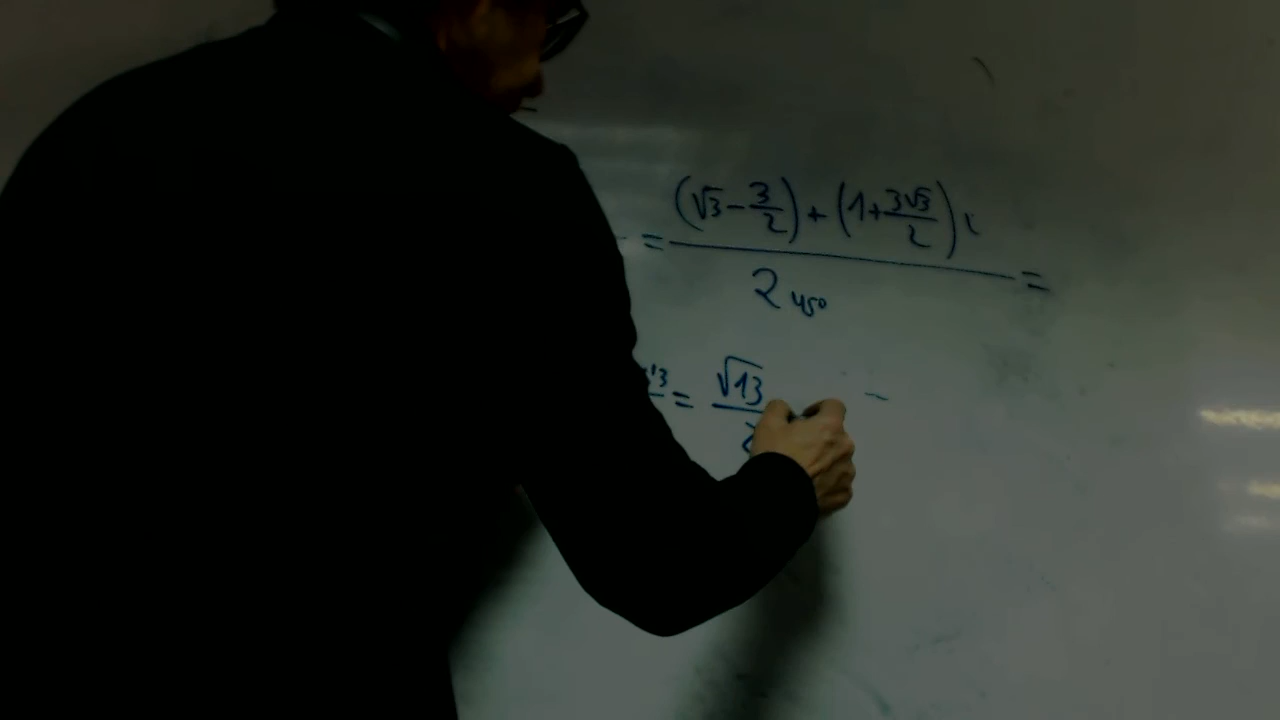 = ((√3 - 3/2) + (1 + 3√3/2) i) / 2 45° =
= √13 / 2